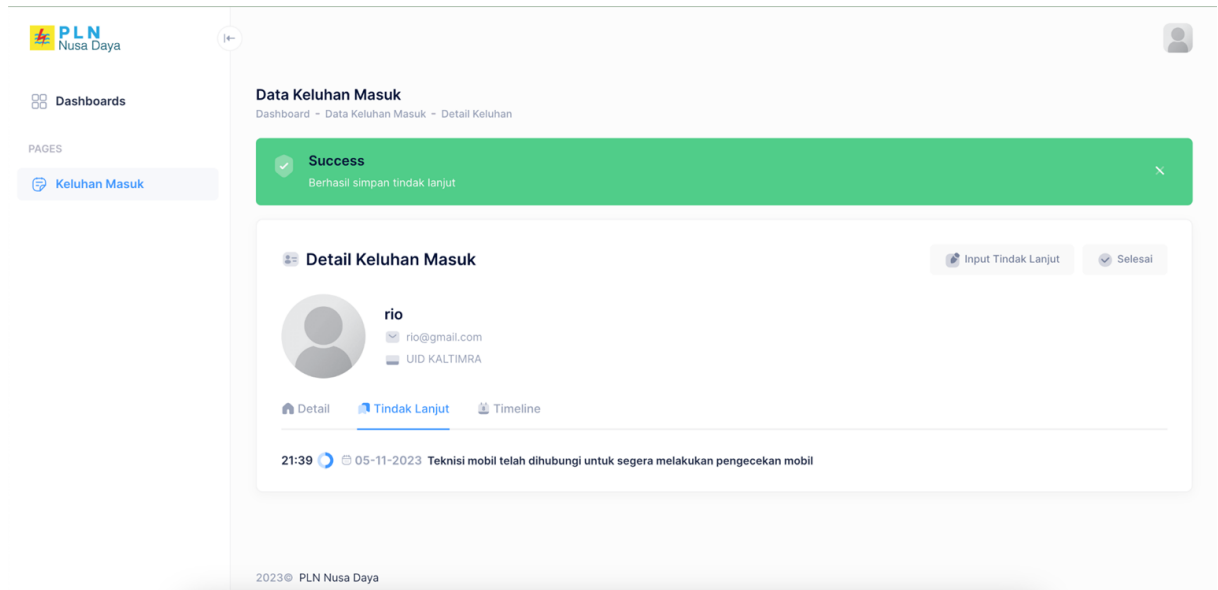 PLN
Nusa Daya
Dashboards
PAGES
Keluhan Masuk
Data Keluhan Masuk
Dashboard - Data Keluhan Masuk - Detail Keluhan
Success
Berhasil simpan tindak lanjut
Detail Keluhan Masuk
Input Tindak Lanjut
Selesai
rio
rio@gmail.com
UID KALTIMRA
Detail
Tindak Lanjut
Timeline
21:39 05-11-2023 Teknisi mobil telah dihubungi untuk segera melakukan pengecekan mobil
2023© PLN Nusa Daya